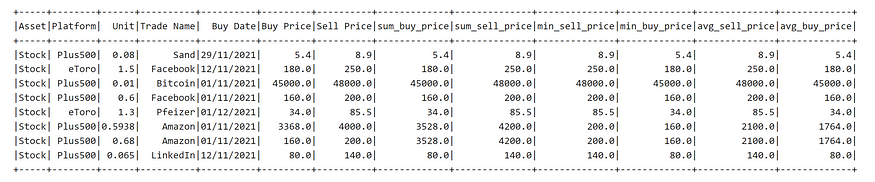 +-----+--------+------+----------+----------+---------+----------+-------------+--------------+--------------+-------------+--------------+-------------+
|Asset|Platform|  Unit|Trade Name|  Buy Date|Buy Price|Sell Price|sum_buy_price|sum_sell_price|min_sell_price|min_buy_price|avg_sell_price|avg_buy_price|
+-----+--------+------+----------+----------+---------+----------+-------------+--------------+--------------+-------------+--------------+-------------+
|Stock| Plus500|  0.08|      Sand|29/11/2021|      5.4|       8.9|          5.4|           8.9|           8.9|          5.4|           8.9|          5.4|
|Stock|   eToro|   1.5|  Facebook|12/11/2021|    180.0|     250.0|        180.0|         250.0|         250.0|        180.0|         250.0|        180.0|
|Stock| Plus500|  0.01|   Bitcoin|01/11/2021|  45000.0|   48000.0|      45000.0|       48000.0|       48000.0|      45000.0|       48000.0|      45000.0|
|Stock| Plus500|   0.6|  Facebook|01/11/2021|    160.0|     200.0|        160.0|         200.0|         200.0|        160.0|         200.0|        160.0|
|Stock|   eToro|   1.3|   Pfeizer|01/12/2021|     34.0|      85.5|         34.0|          85.5|          85.5|         34.0|          85.5|         34.0|
|Stock| Plus500|0.5938|    Amazon|01/11/2021|   3368.0|    4000.0|       3528.0|        4200.0|         200.0|        160.0|        2100.0|       1764.0|
|Stock| Plus500|  0.68|    Amazon|01/11/2021|    160.0|     200.0|       3528.0|        4200.0|         200.0|        160.0|        2100.0|       1764.0|
|Stock| Plus500| 0.065|  LinkedIn|12/11/2021|     80.0|     140.0|         80.0|         140.0|         140.0|         80.0|         140.0|         80.0|
+-----+--------+------+----------+----------+---------+----------+-------------+--------------+--------------+-------------+--------------+-------------+